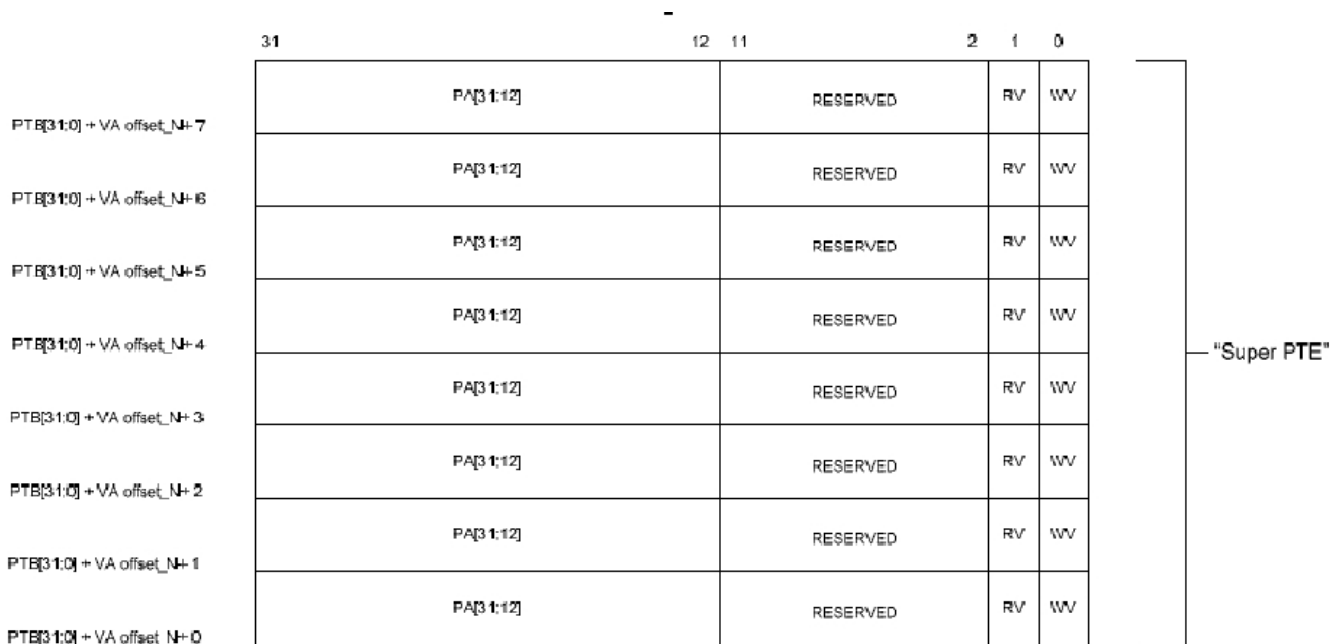 31 12 11 2 1 0
PA[31:12] RESERVED RV WV
PTB[31:0] + VA offset_N+7
PA[31:12] RESERVED RV WV
PTB[31:0] + VA offset_N+6
PA[31:12] RESERVED RV WV
PTB[31:0] + VA offset_N+5
PA[31:12] RESERVED RV WV
PTB[31:0] + VA offset_N+4
“Super PTE”
PA[31:12] RESERVED RV WV
PTB[31:0] + VA offset_N+3
PA[31:12] RESERVED RV WV
PTB[31:0] + VA offset_N+2
PA[31:12] RESERVED RV WV
PTB[31:0] + VA offset_N+1
PA[31:12] RESERVED RV WV
PTB[31:0] + VA offset_N+0